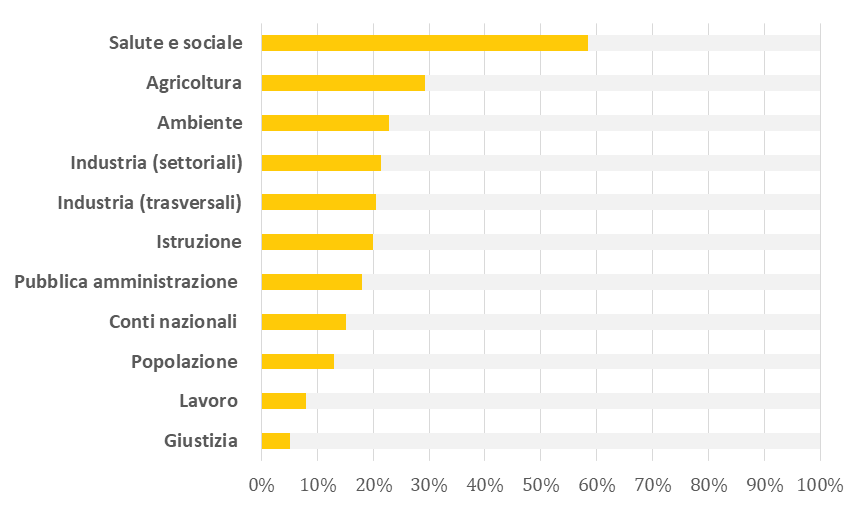 Salute e sociale
Agricoltura
Ambiente
Industria (settoriali)
Industria (trasversali)
Istruzione
Pubblica amministrazione
Conti nazionali
Popolazione
Lavoro
Giustizia
0% 10% 20% 30% 40% 50% 60% 70% 80% 90% 100%